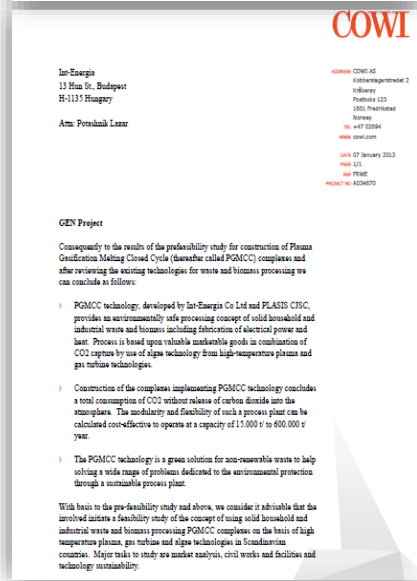 COWI
Int-Energia
13 Hun St., Budapest
H-1135 Hungary
Attn: Potashnik Lazar
ADDRESS COWI AS
Kobberslagerstredet 2
Kråkerøy
Postboks 123
1601 Fredrikstad
Norway
TEL +47 02694
WWW cowi.com
DATE 07 January 2013
PAGE 1/1
REF FRWE
PROJECT NO A034670
GEN Project
Consequently to the results of the prefeasibility study for construction of Plasma
Gasification Melting Closed Cycle (thereafter called PGMCC) complexes and
after reviewing the existing technologies for waste and biomass processing we
can conclude as follows:
› PGMCC technology, developed by Int-Energia Co Ltd and PLASIS CJSC,
provides an environmentally safe processing concept of solid household and
industrial waste and biomass including fabrication of electrical power and
heat. Process is based upon valuable marketable goods in combination of
CO2 capture by use of algae technology from high-temperature plasma and
gas turbine technologies.
› Construction of the complexes implementing PGMCC technology concludes
a total consumption of CO2 without release of carbon dioxide into the
atmosphere. The modularity and flexibility of such a process plant can be
calculated cost-effective to operate at a capacity of 15.000 t/ to 600.000 t/
year.
› The PGMCC technology is a green solution for non-renewable waste to help
solving a wide range of problems dedicated to the environmental protection
through a sustainable process plant.
With basis to the pre-feasibility study and above, we consider it advisable that the
involved initiate a feasibility study of the concept of using solid household and
industrial waste and biomass processing PGMCC complexes on the basis of high
temperature plasma, gas turbine and algae technologies in Scandinavian
countries. Major tasks to study are market analysis, civil works and facilities and
technology sustainability.